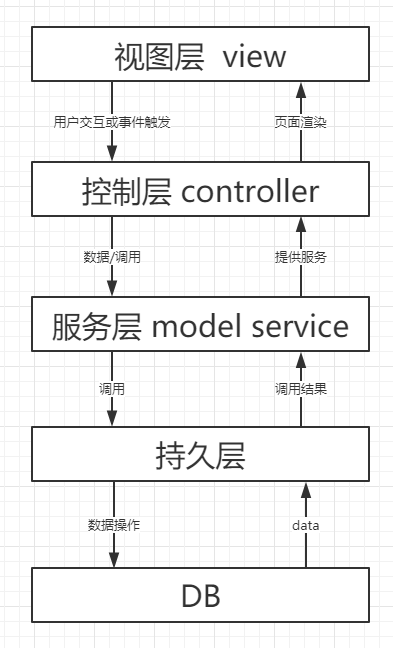 视图层 view
用户交互或事件触发 页面渲染
控制层 controller
数据/调用 提供服务
服务层 model service
调用 调用结果
持久层
数据操作 data
DB